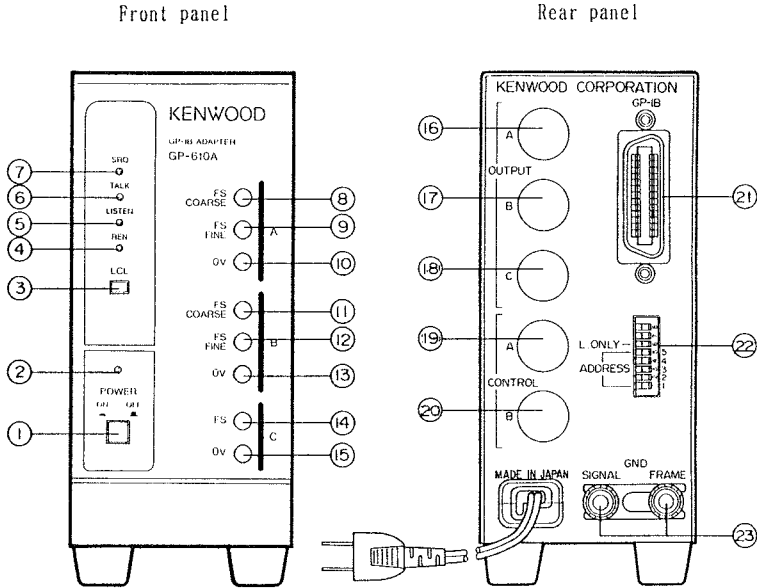 Front panel
KENWOOD
GP-IB ADAPTER
GP-610A
7 SRQ
6 TALK
5 LISTEN
4 REN
3 LCL
2
POWER
ON OFF
1
FS COARSE 8
FS FINE 9
A
0V 10
FS COARSE 11
FS FINE 12
B
0V 13
FS 14
C
0V 15
Rear panel
KENWOOD CORPORATION
GP-IB
16 A
OUTPUT
17 B
18 C
21
19 A
CONTROL
20 B
L. ONLY
22
ADDRESS
5
4
3
2
1
MADE IN JAPAN
GND
SIGNAL FRAME
23